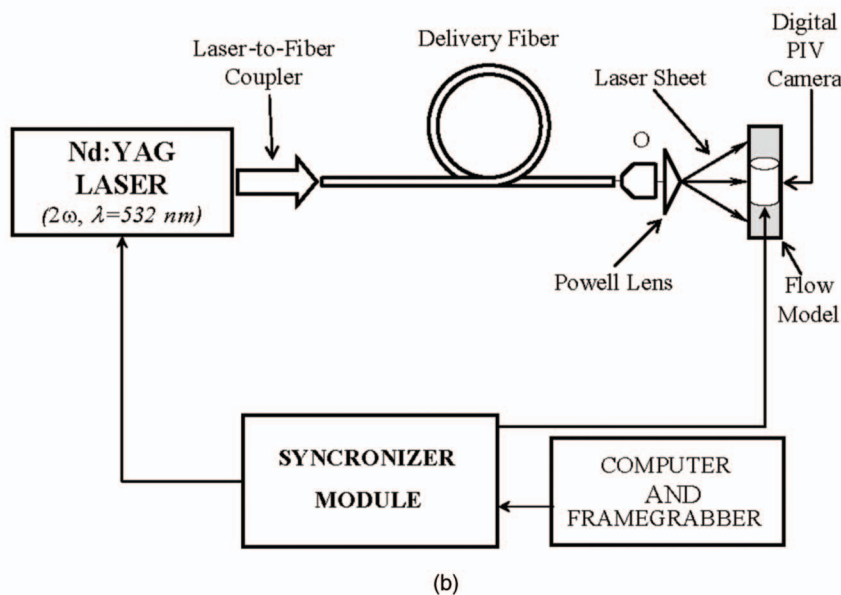 Laser-to-Fiber
Coupler
Delivery Fiber
Laser Sheet
Digital
PIV
Camera
Nd:YAG
LASER
(2ω, λ=532 nm)
O
Powell Lens
Flow
Model
SYNCRONIZER
MODULE
COMPUTER
AND
FRAMEGRABBER
(b)